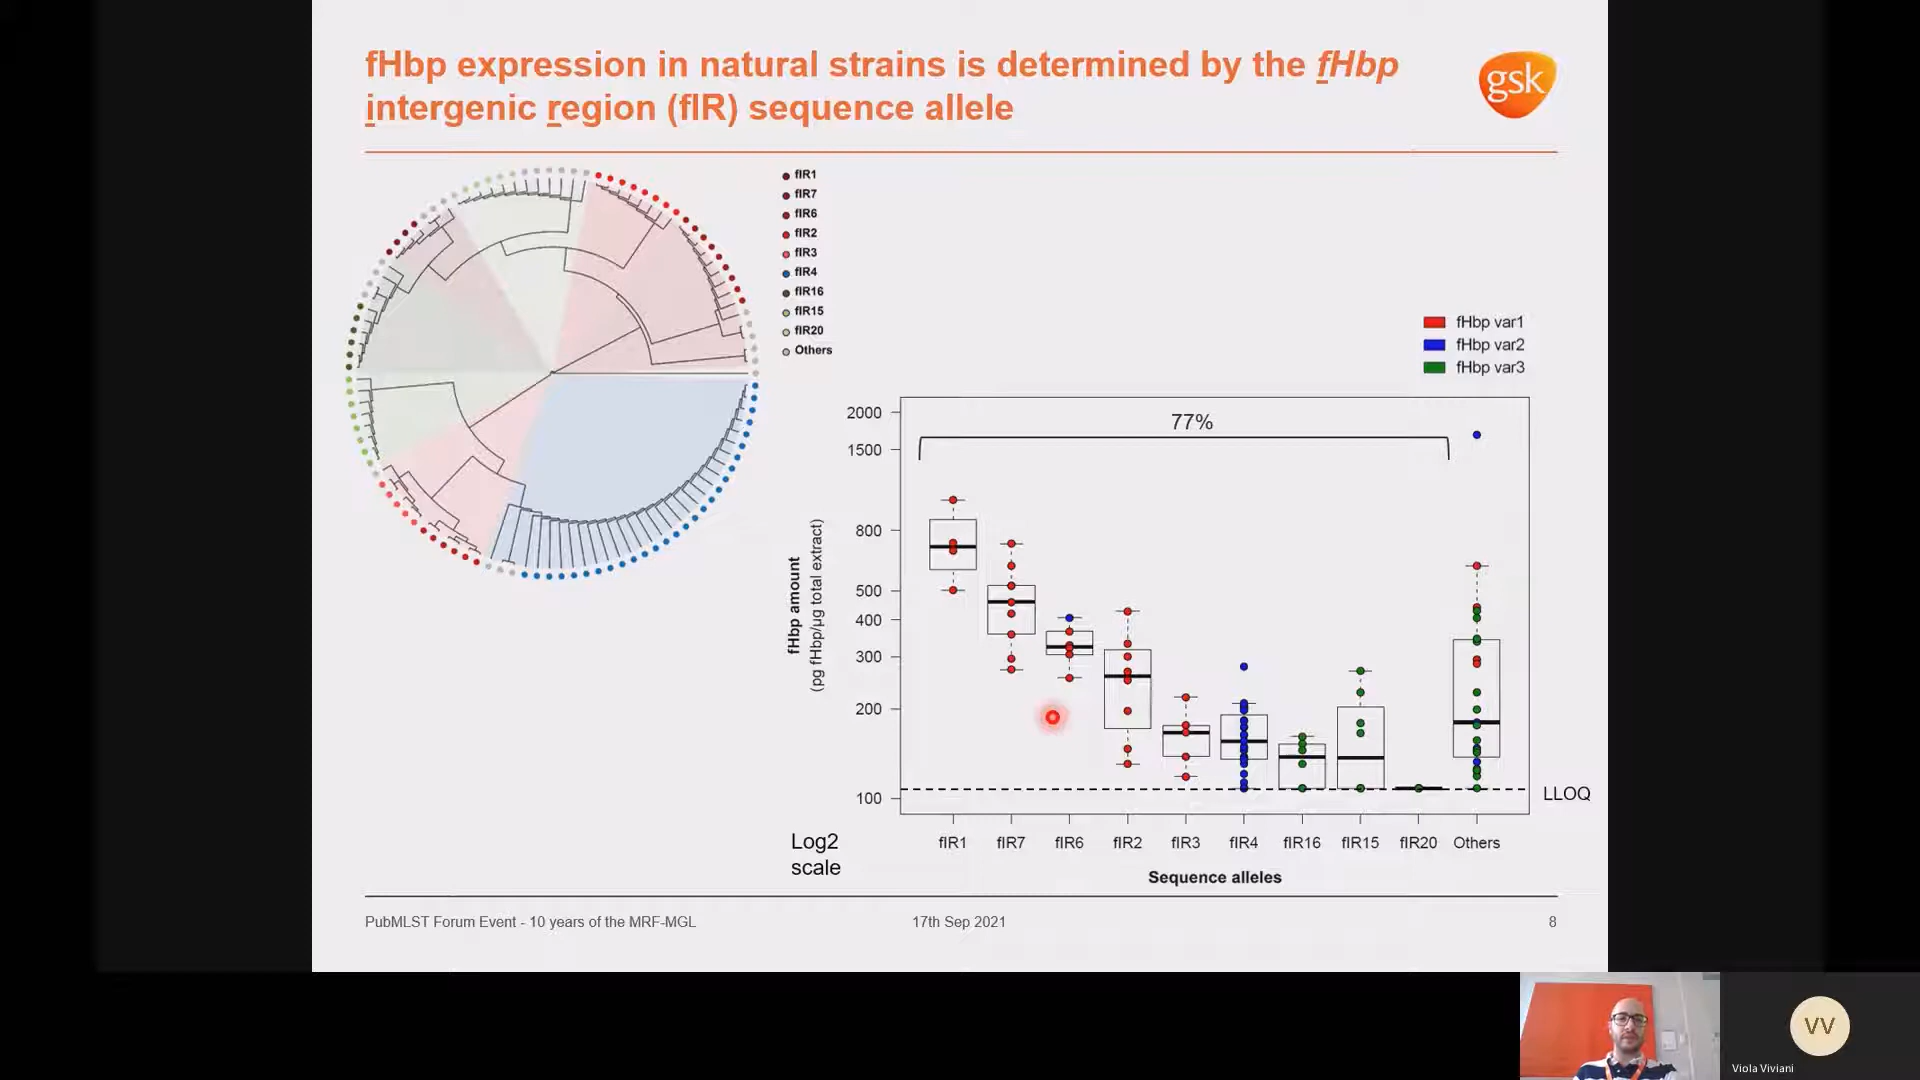 fHbp expression in natural strains is determined by the fHbp
intergenic region (fIR) sequence allele
gsk
fIR1
fIR7
fIR6
fIR2
fIR3
fIR4
fIR16
fIR15
fIR20
Others
fHbp var1
fHbp var2
fHbp var3
77%
2000
1500
800
500
400
300
200
100
fHbp amount
(pg fHbp/µg total extract)
LLOQ
Log2
scale
fIR1 fIR7 fIR6 fIR2 fIR3 fIR4 fIR16 fIR15 fIR20 Others
Sequence alleles
PubMLST Forum Event - 10 years of the MRF-MGL 17th Sep 2021 8
VV
Viola Viviani